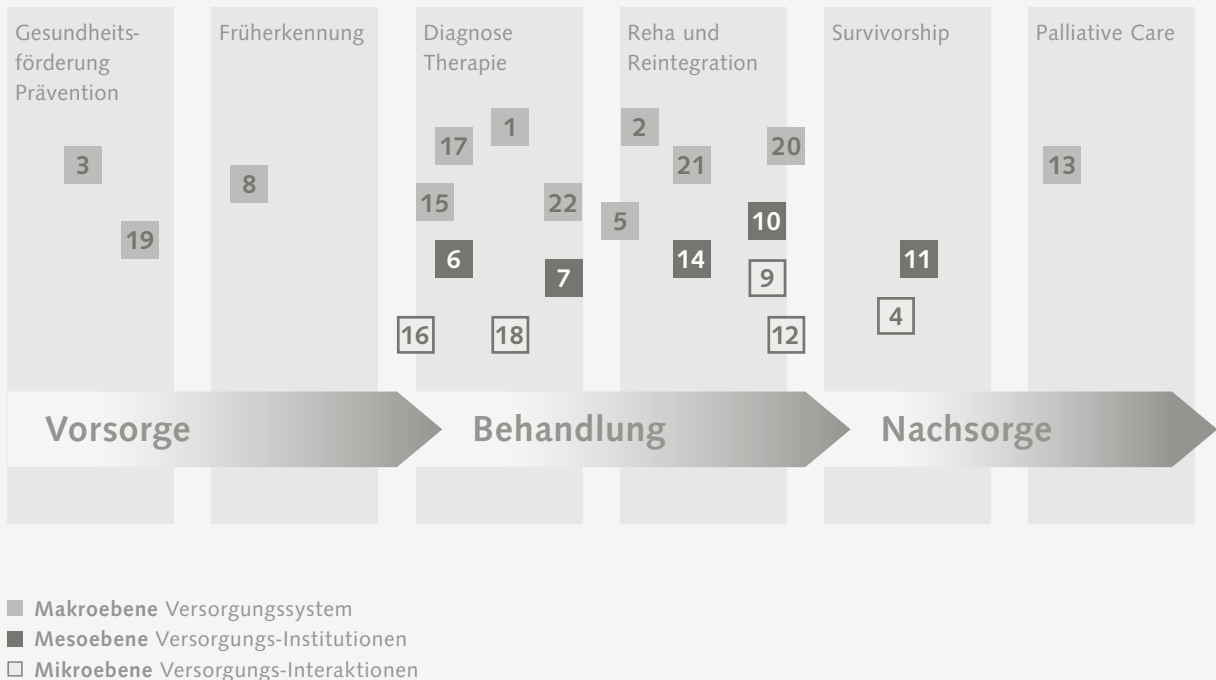 Gesundheits-
förderung
Prävention
Früherkennung
Diagnose
Therapie
Reha und
Reintegration
Survivorship
Palliative Care
3
19
8
1
17
15
22
6
7
16
18
2
21
20
5
10
14
9
12
11
4
13
Vorsorge
Behandlung
Nachsorge
Makroebene Versorgungssystem
Mesoebene Versorgungs-Institutionen
Mikroebene Versorgungs-Interaktionen